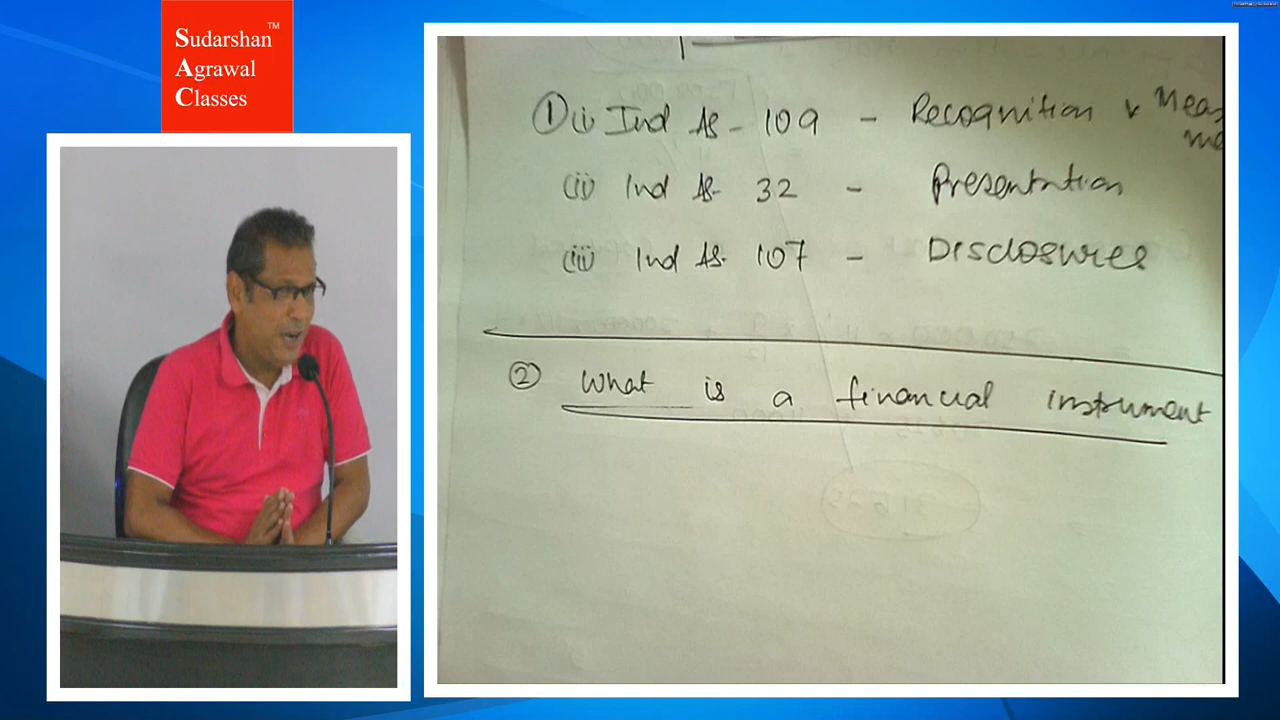 Sudarshan™
Agrawal
Classes
① (i) Ind AS - 109 - Recognition & Meas
me
(ii) Ind AS- 32 - Presentation
(iii) Ind AS- 107 - Disclosures
② What is a financial instrument